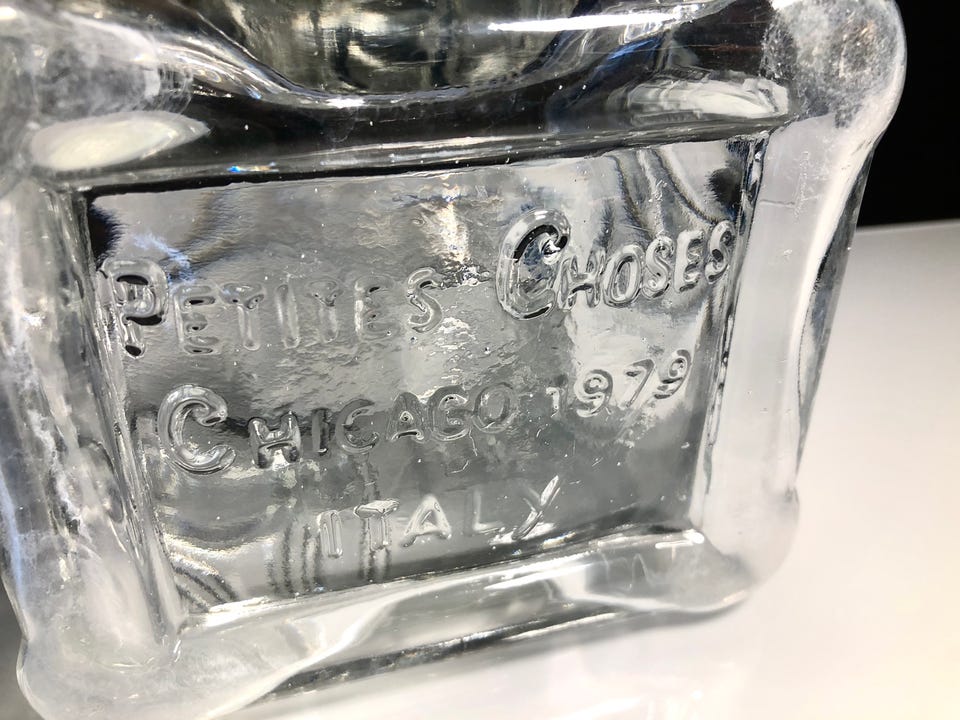 PETITES CHOSES
CHICAGO 1979
ITALY